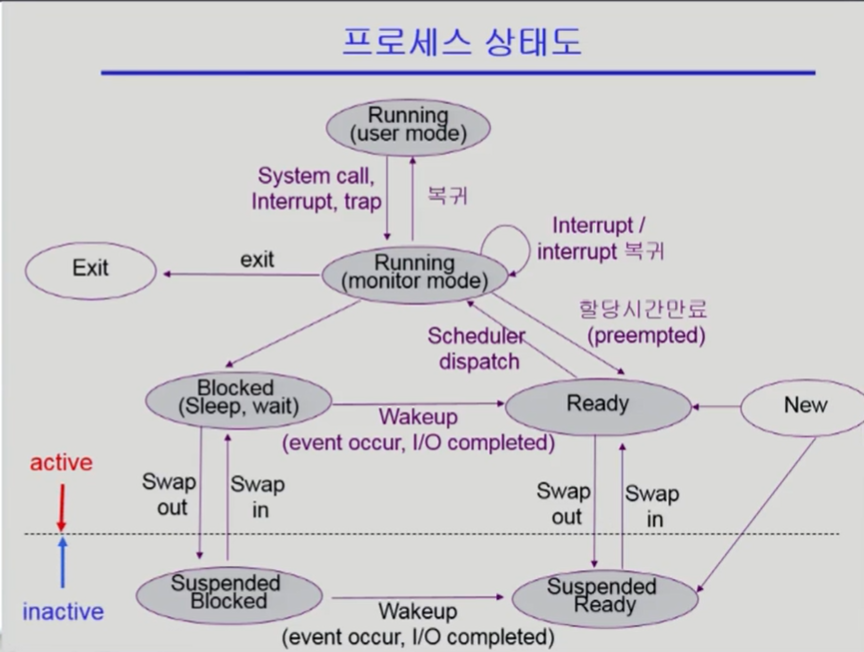 프로세스 상태도
Running
(user mode)
System call,
Interrupt, trap
복귀
Interrupt /
interrupt 복귀
Exit
exit
Running
(monitor mode)
할당시간만료
(preempted)
Scheduler
dispatch
Blocked
(Sleep, wait)
Wakeup
(event occur, I/O completed)
Ready
New
active
Swap
out
Swap
in
Swap
out
Swap
in
inactive
Suspended
Blocked
Wakeup
(event occur, I/O completed)
Suspended
Ready